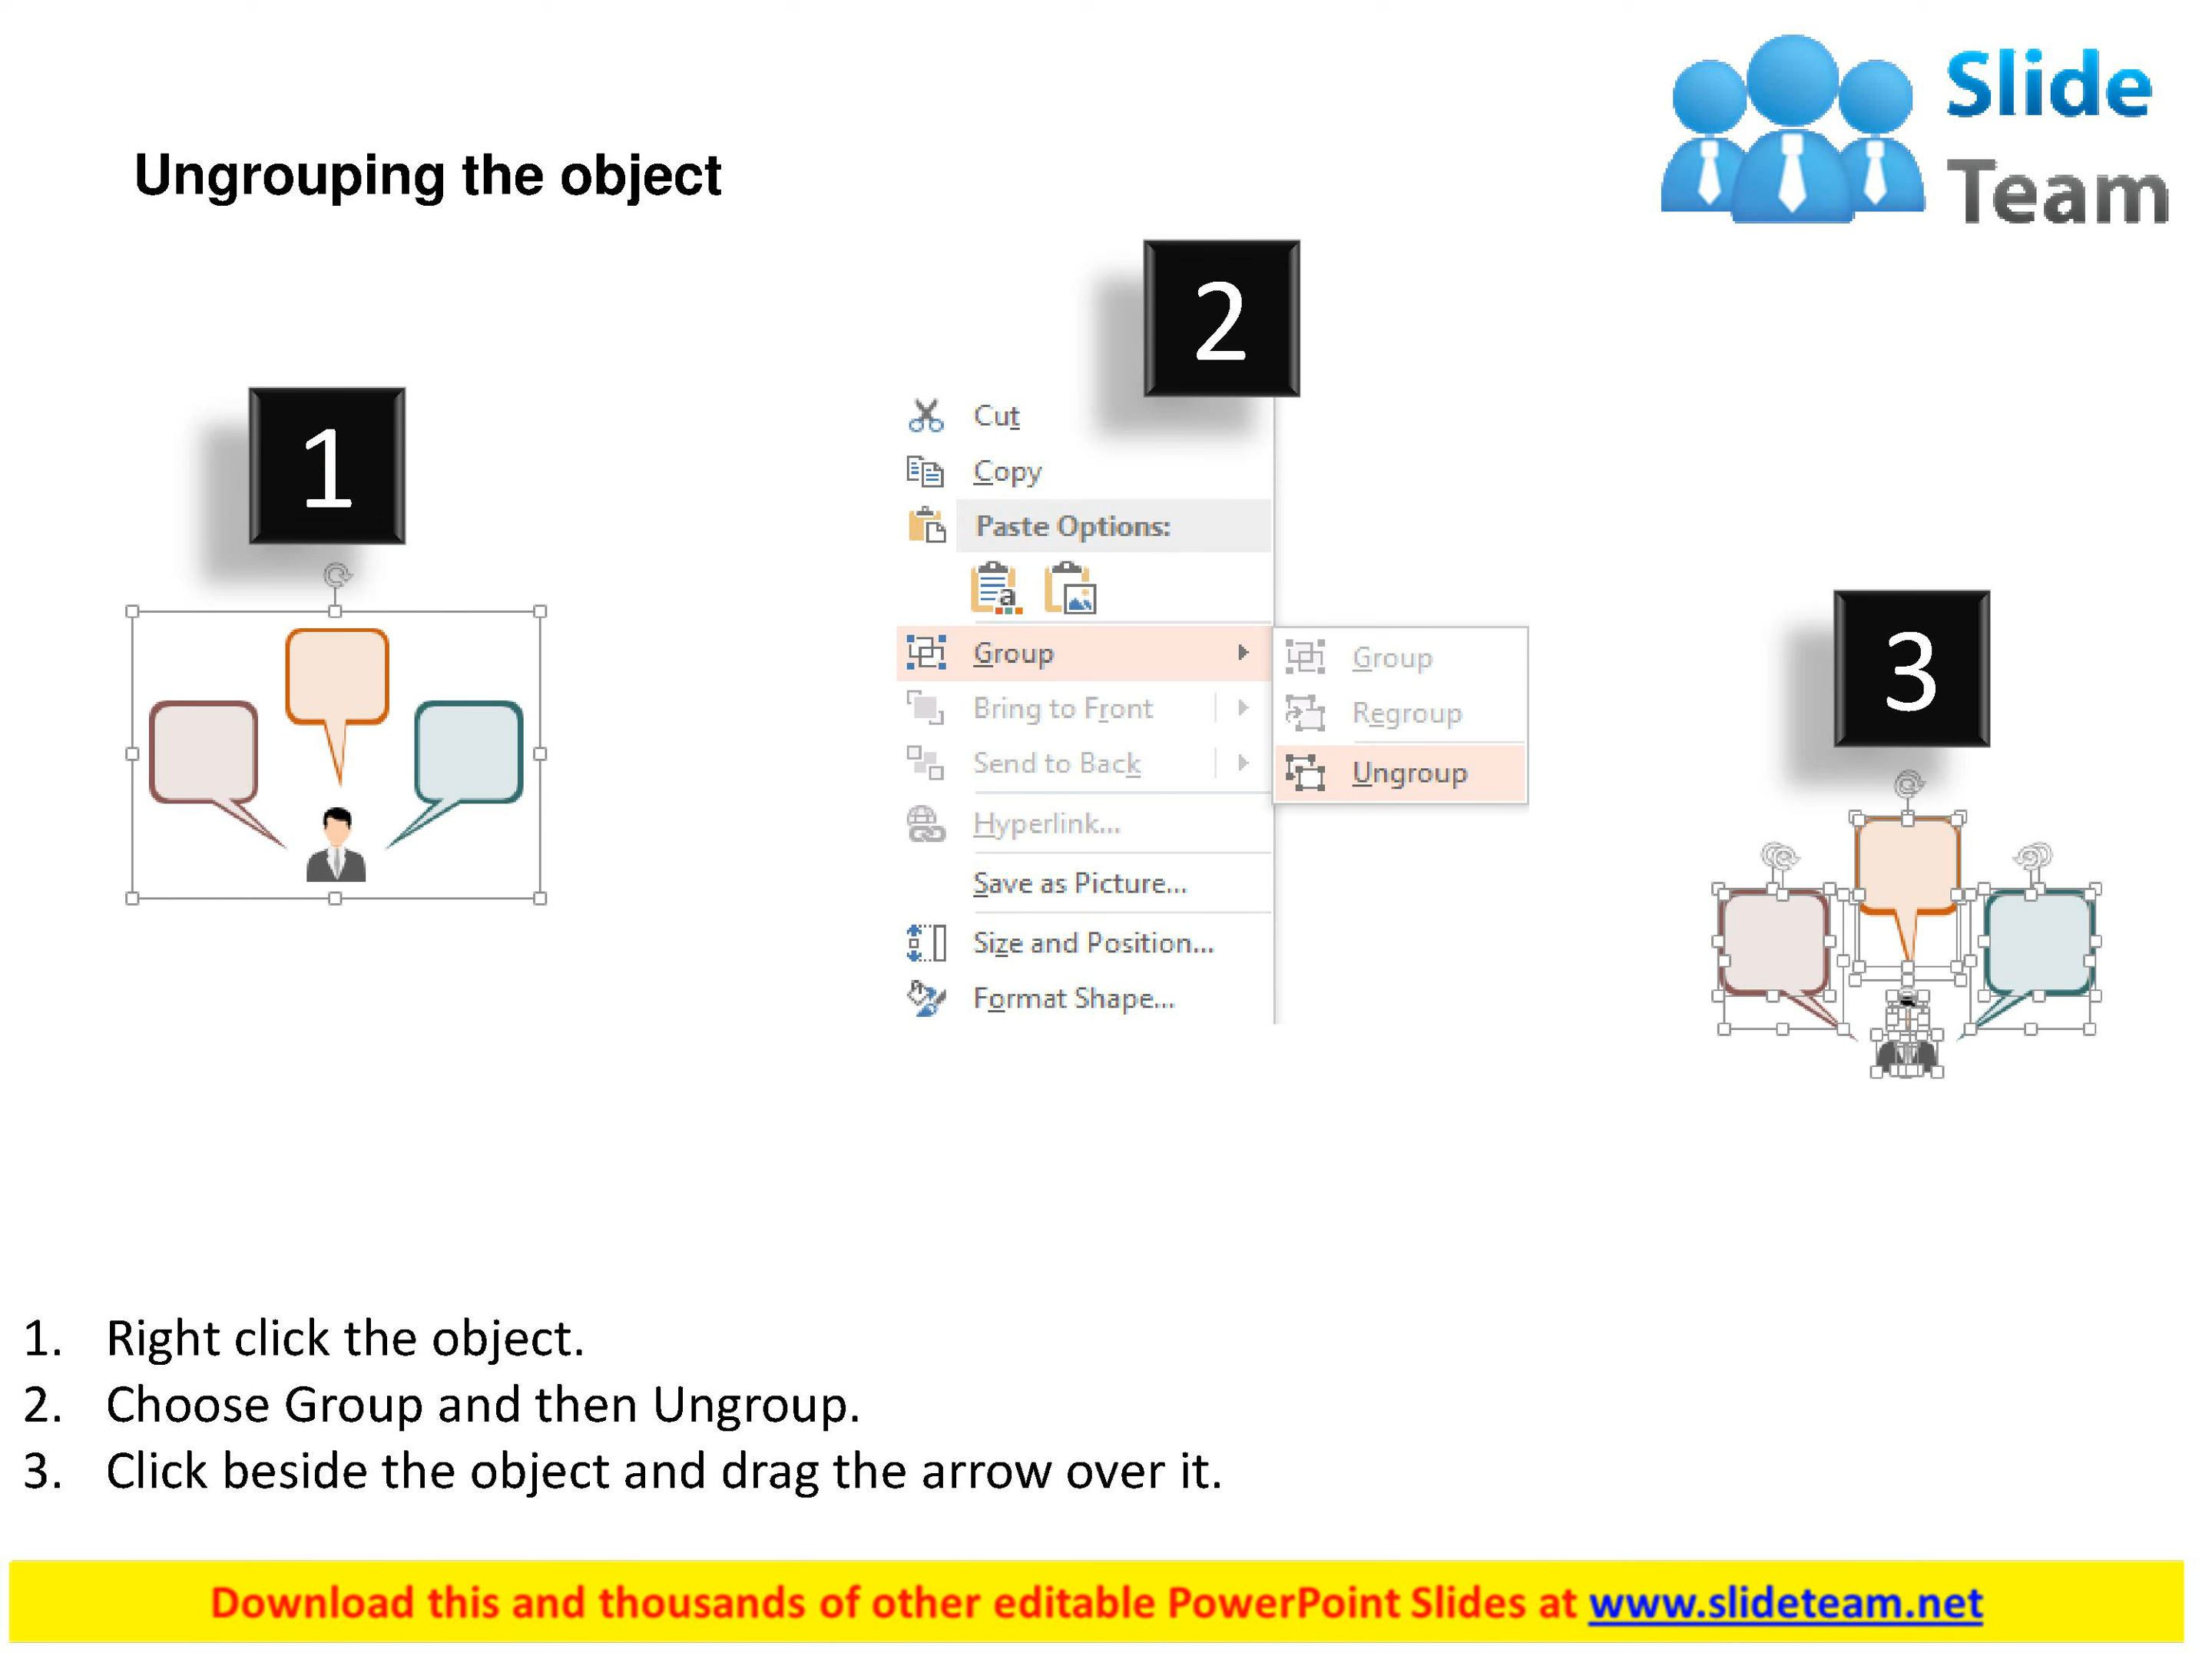 Slide
Team
Ungrouping the object
1
2
3
Cut
Copy
Paste Options:
a
Group
Bring to Front
Send to Back
Hyperlink...
Save as Picture...
Size and Position...
Format Shape...
Group
Regroup
Ungroup
1. Right click the object.
2. Choose Group and then Ungroup.
3. Click beside the object and drag the arrow over it.
Download this and thousands of other editable PowerPoint Slides at www.slideteam.net